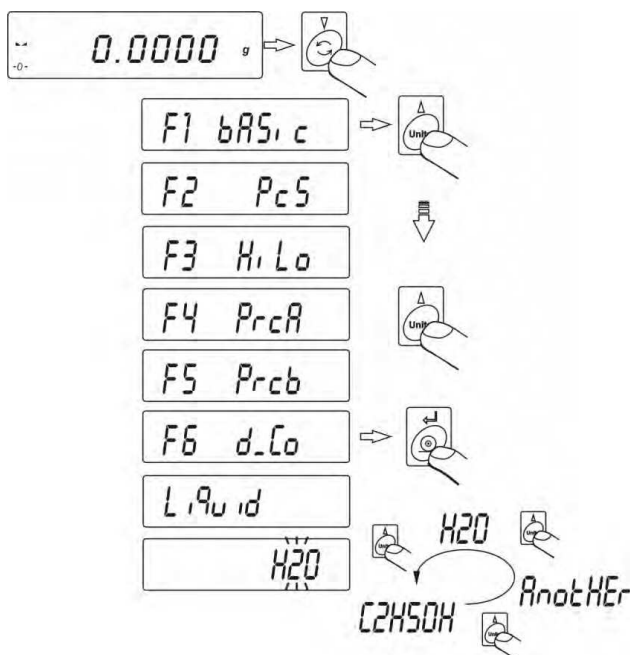 -0- 0.0000 g
F1 bASic
Unit
F2 PcS
F3 HiLo
F4 PrcA
Unit
F5 Prcb
F6 d_Co
Liquid
H2O
Unit
H2O
Unit
AnotHEr
C2H5OH
Unit